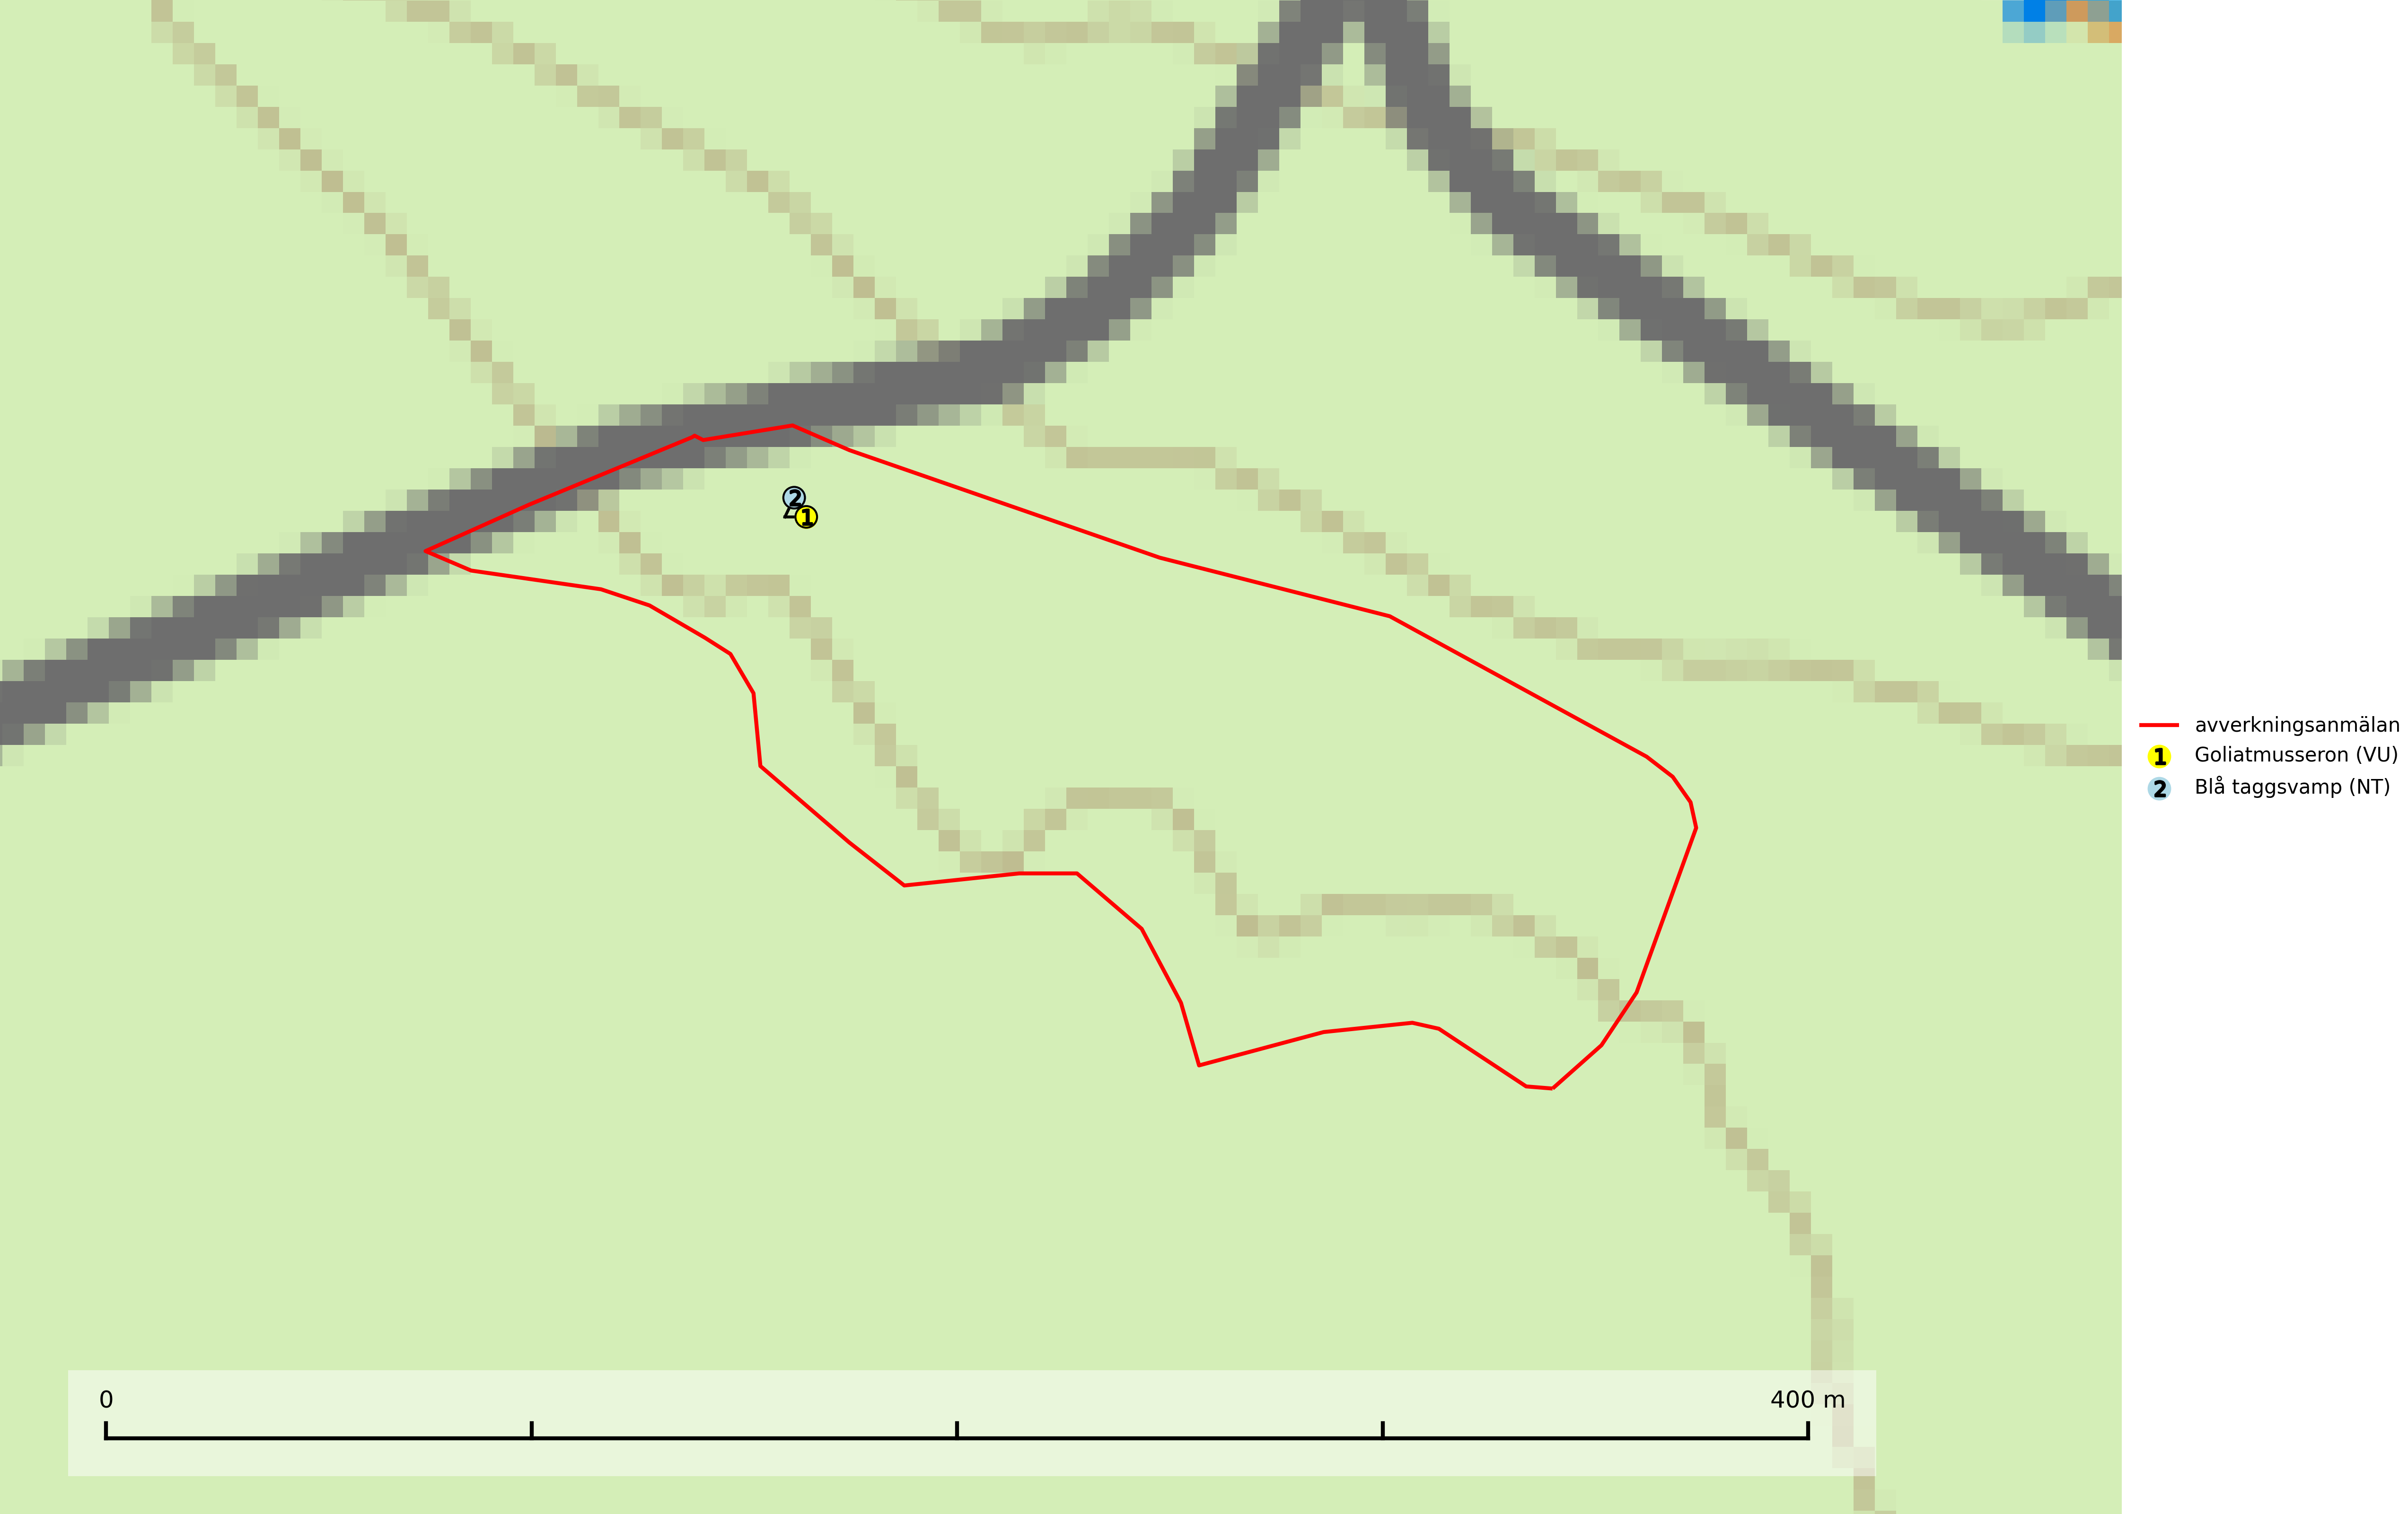 2
1
avverkningsanmälan
1 Goliatmusseron (VU)
2 Blå taggsvamp (NT)
0 400 m